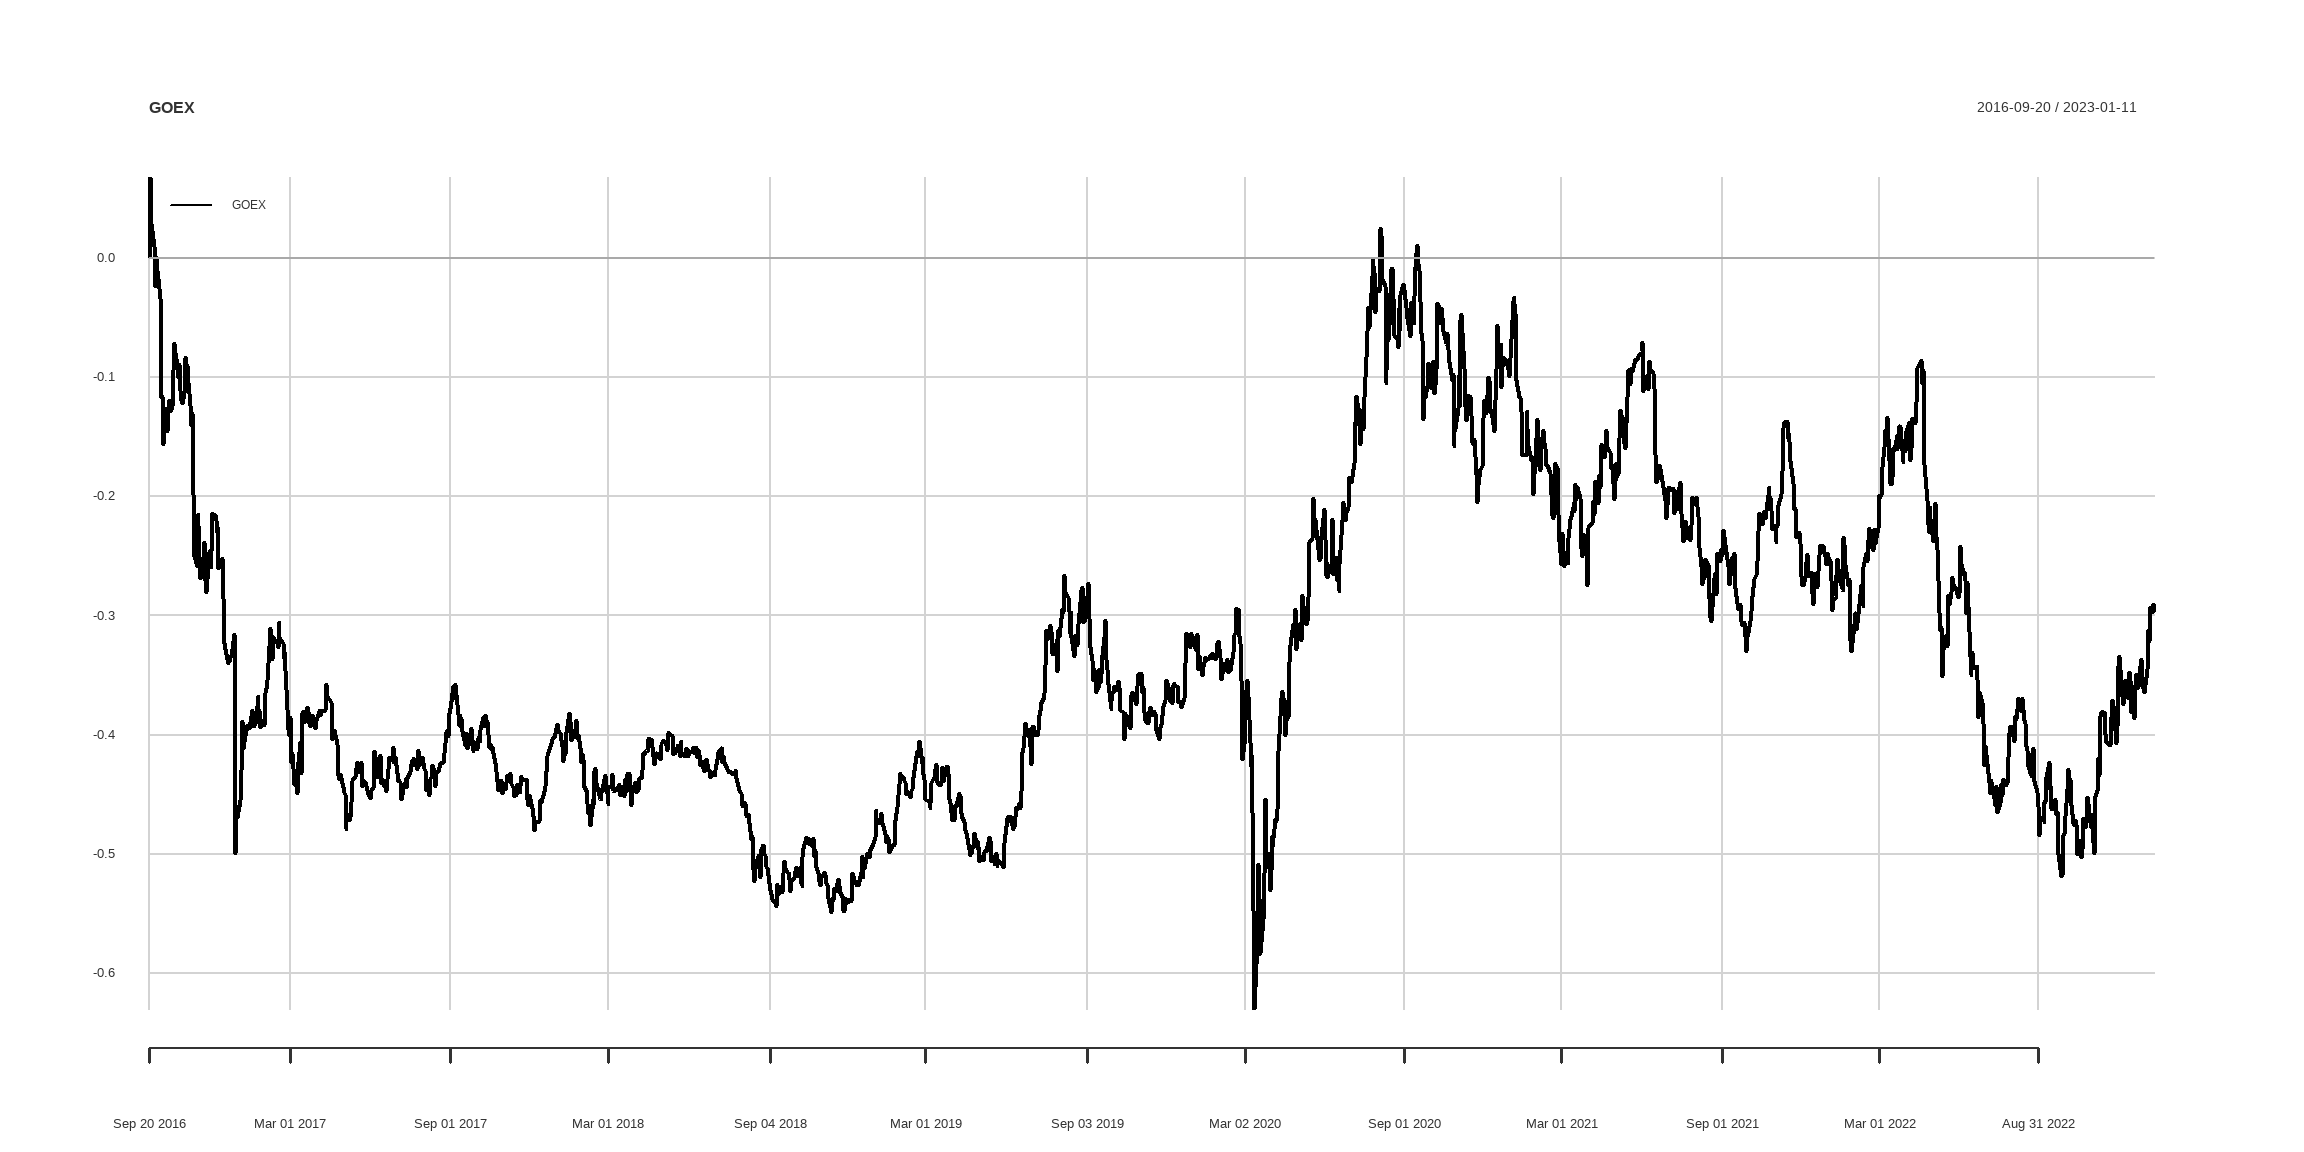 GOEX
2016-09-20 / 2023-01-11
GOEX
0.0
-0.1
-0.2
-0.3
-0.4
-0.5
-0.6
Sep 20 2016
Mar 01 2017
Sep 01 2017
Mar 01 2018
Sep 04 2018
Mar 01 2019
Sep 03 2019
Mar 02 2020
Sep 01 2020
Mar 01 2021
Sep 01 2021
Mar 01 2022
Aug 31 2022